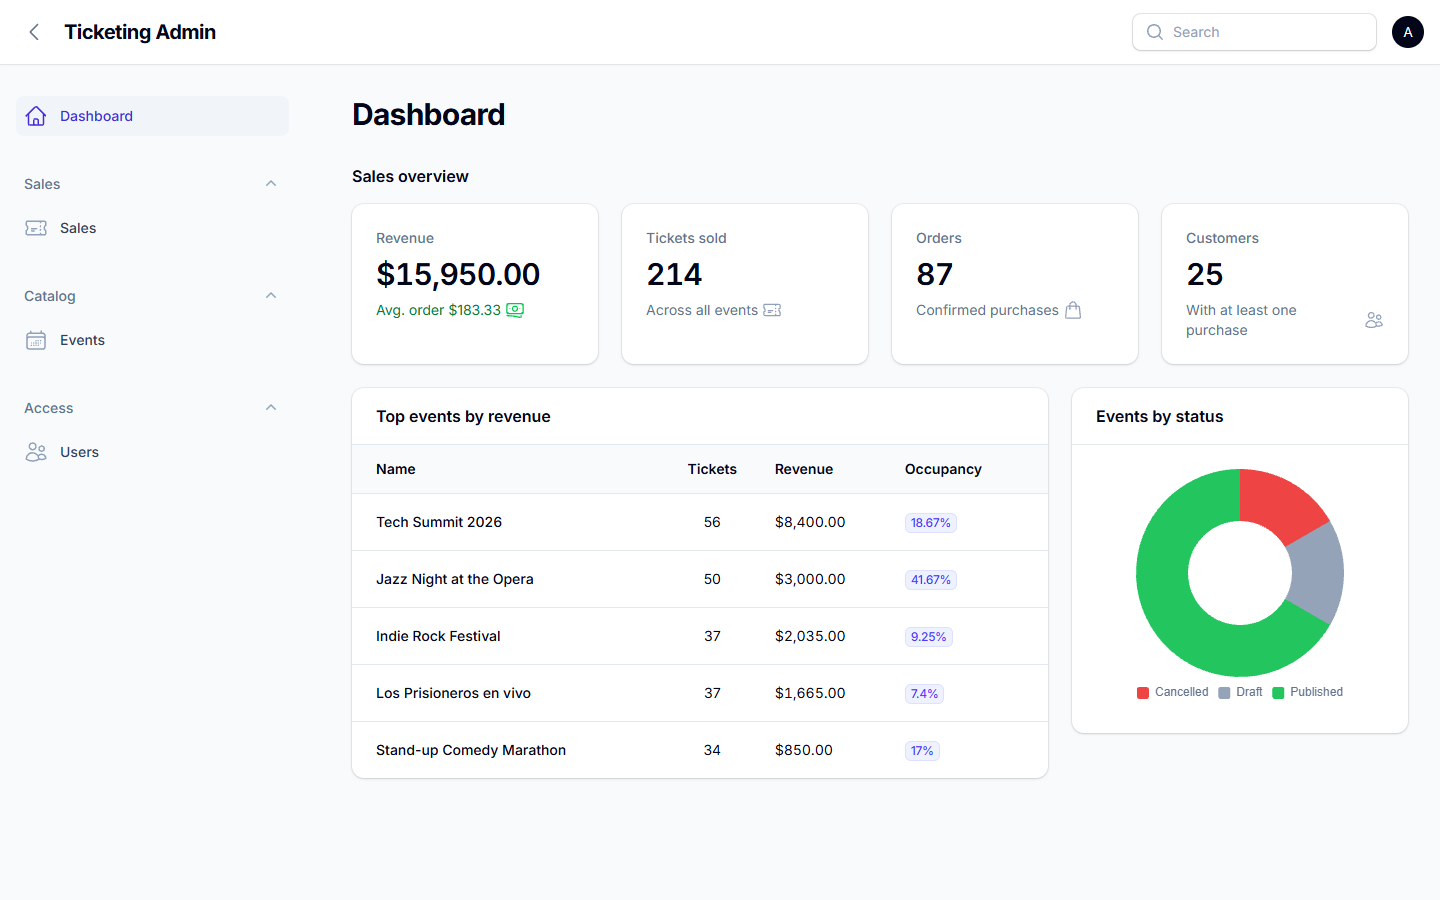 Ticketing Admin
Search
A
Dashboard
Sales
Sales
Catalog
Events
Access
Users
Dashboard
Sales overview
Revenue
$15,950.00
Avg. order $183.33
Tickets sold
214
Across all events
Orders
87
Confirmed purchases
Customers
25
With at least one
purchase
Top events by revenue
Name Tickets Revenue Occupancy
Tech Summit 2026 56 $8,400.00 18.67%
Jazz Night at the Opera 50 $3,000.00 41.67%
Indie Rock Festival 37 $2,035.00 9.25%
Los Prisioneros en vivo 37 $1,665.00 7.4%
Stand-up Comedy Marathon 34 $850.00 17%
Events by status
Cancelled Draft Published